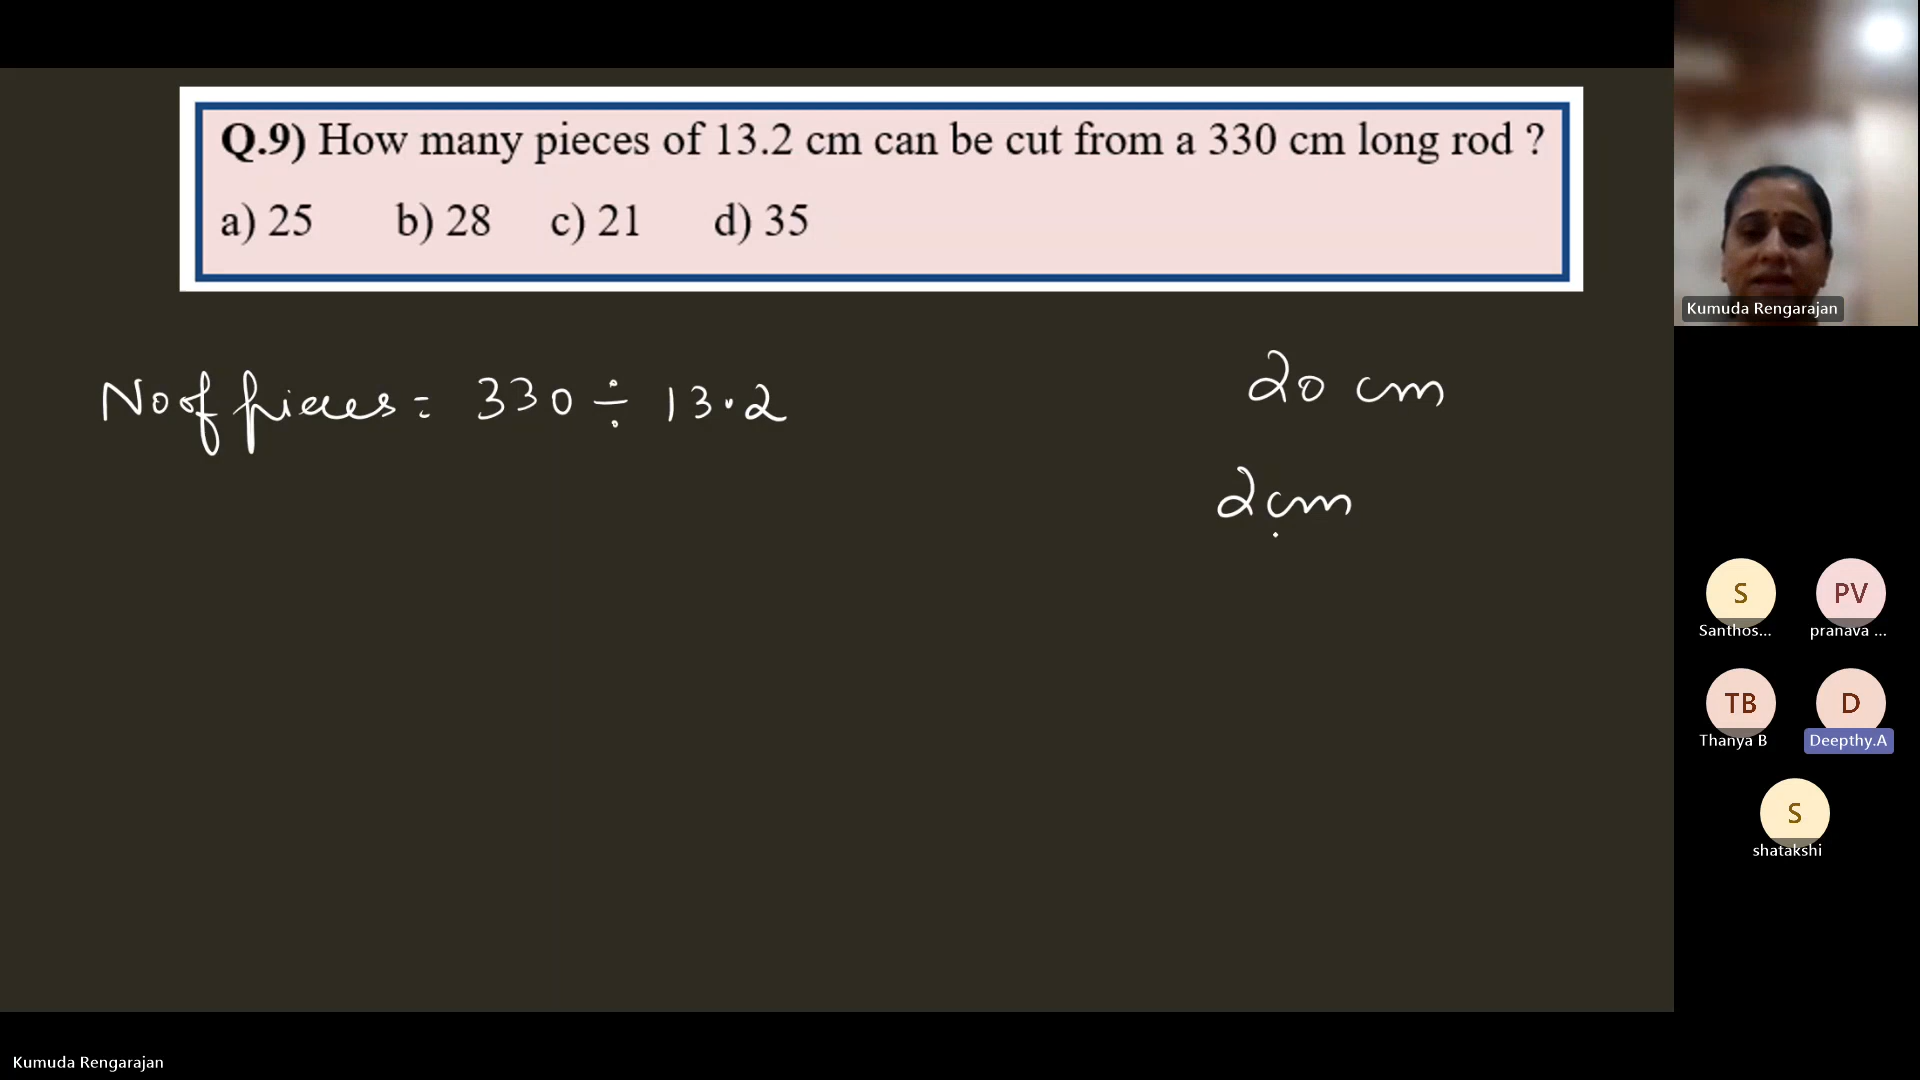 Q.9) How many pieces of 13.2 cm can be cut from a 330 cm long rod ?
a) 25 b) 28 c) 21 d) 35
No of pieces = 330 ÷ 13.2
20 cm
2cm
Kumuda Rengarajan
S PV
Santhos... pranava ...
TB D
Thanya B Deepthy.A
S
shatakshi
Kumuda Rengarajan